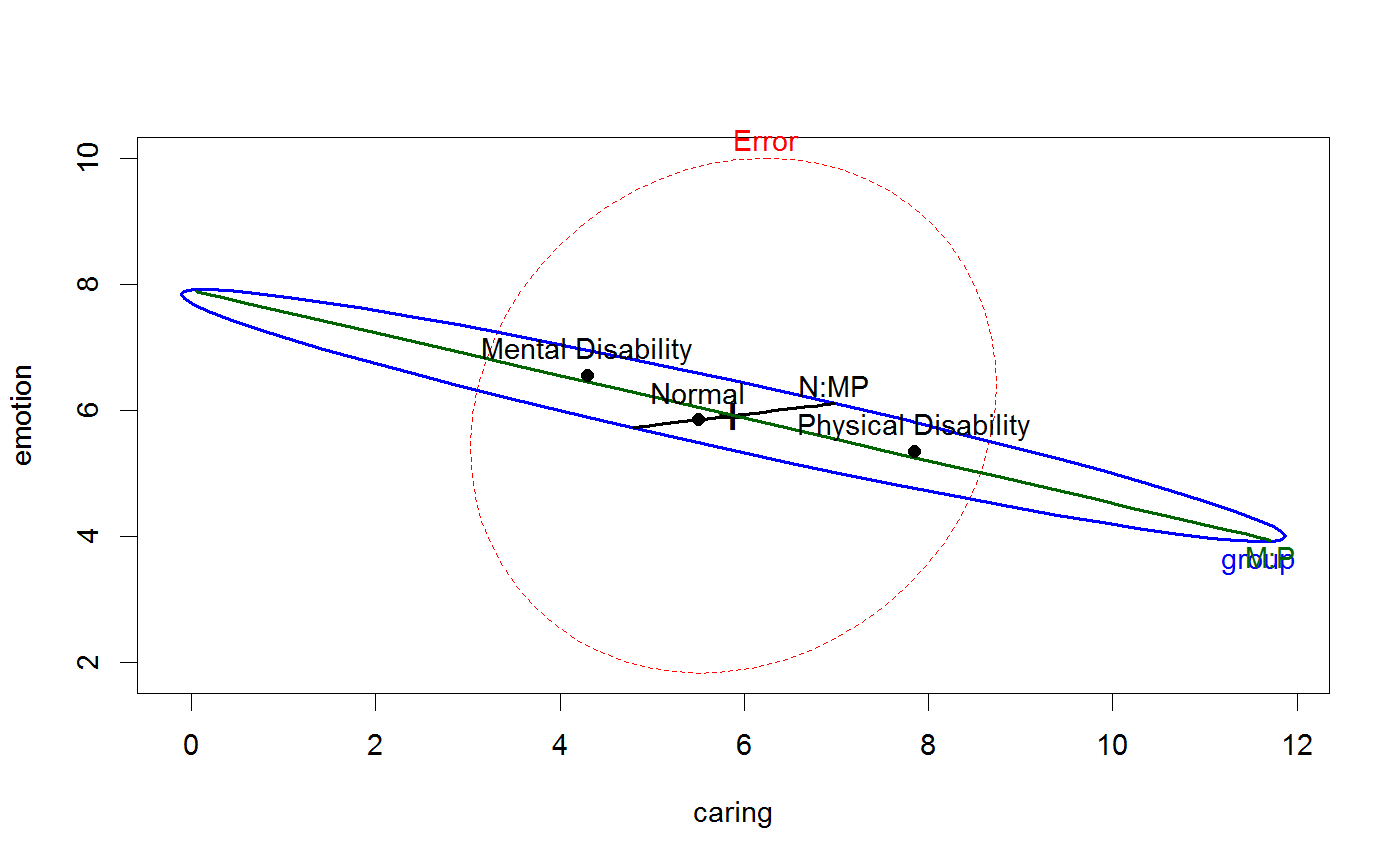 Error
10
8
6
4
2
emotion
Mental Disability
Normal
N:MP
Physical Disability
group
M:P
0 2 4 6 8 10 12
caring